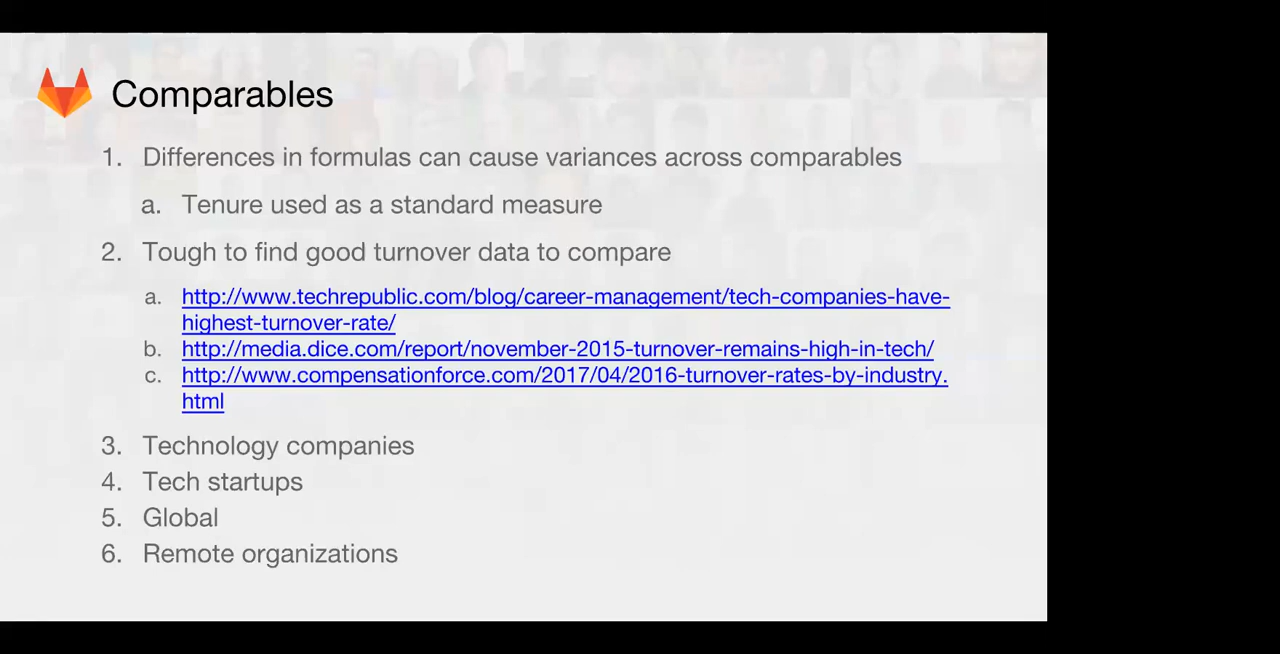 Comparables
1. Differences in formulas can cause variances across comparables
a. Tenure used as a standard measure
2. Tough to find good turnover data to compare
a. http://www.techrepublic.com/blog/career-management/tech-companies-have-
highest-turnover-rate/
b. http://media.dice.com/report/november-2015-turnover-remains-high-in-tech/
c. http://www.compensationforce.com/2017/04/2016-turnover-rates-by-industry.
html
3. Technology companies
4. Tech startups
5. Global
6. Remote organizations